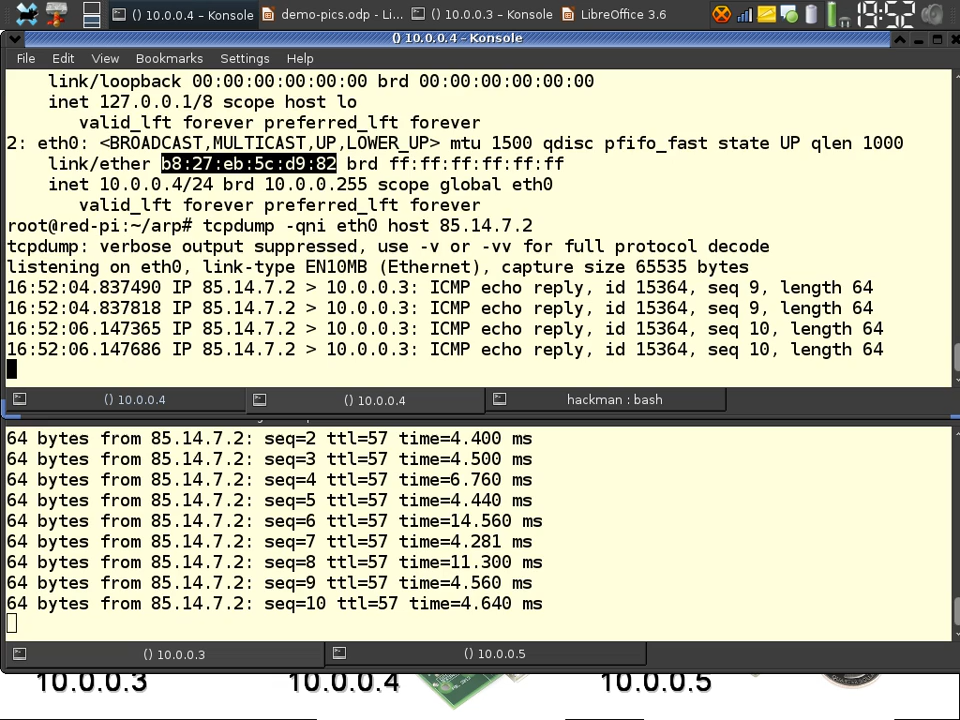 () 10.0.0.4 – Konsole
demo-pics.odp - Li...
() 10.0.0.3 – Konsole
LibreOffice 3.6
19:52
() 10.0.0.4 – Konsole
File Edit View Bookmarks Settings Help
link/loopback 00:00:00:00:00:00 brd 00:00:00:00:00:00
inet 127.0.0.1/8 scope host lo
valid_lft forever preferred_lft forever
2: eth0: <BROADCAST,MULTICAST,UP,LOWER_UP> mtu 1500 qdisc pfifo_fast state UP qlen 1000
link/ether b8:27:eb:5c:d9:82 brd ff:ff:ff:ff:ff:ff
inet 10.0.0.4/24 brd 10.0.0.255 scope global eth0
valid_lft forever preferred_lft forever
root@red-pi:~/arp# tcpdump -qni eth0 host 85.14.7.2
tcpdump: verbose output suppressed, use -v or -vv for full protocol decode
listening on eth0, link-type EN10MB (Ethernet), capture size 65535 bytes
16:52:04.837490 IP 85.14.7.2 > 10.0.0.3: ICMP echo reply, id 15364, seq 9, length 64
16:52:04.837818 IP 85.14.7.2 > 10.0.0.3: ICMP echo reply, id 15364, seq 9, length 64
16:52:06.147365 IP 85.14.7.2 > 10.0.0.3: ICMP echo reply, id 15364, seq 10, length 64
16:52:06.147686 IP 85.14.7.2 > 10.0.0.3: ICMP echo reply, id 15364, seq 10, length 64
() 10.0.0.4
() 10.0.0.4
hackman : bash
64 bytes from 85.14.7.2: seq=2 ttl=57 time=4.400 ms
64 bytes from 85.14.7.2: seq=3 ttl=57 time=4.500 ms
64 bytes from 85.14.7.2: seq=4 ttl=57 time=6.760 ms
64 bytes from 85.14.7.2: seq=5 ttl=57 time=4.440 ms
64 bytes from 85.14.7.2: seq=6 ttl=57 time=14.560 ms
64 bytes from 85.14.7.2: seq=7 ttl=57 time=4.281 ms
64 bytes from 85.14.7.2: seq=8 ttl=57 time=11.300 ms
64 bytes from 85.14.7.2: seq=9 ttl=57 time=4.560 ms
64 bytes from 85.14.7.2: seq=10 ttl=57 time=4.640 ms
() 10.0.0.3
() 10.0.0.5
10.0.0.3
10.0.0.4
10.0.0.5